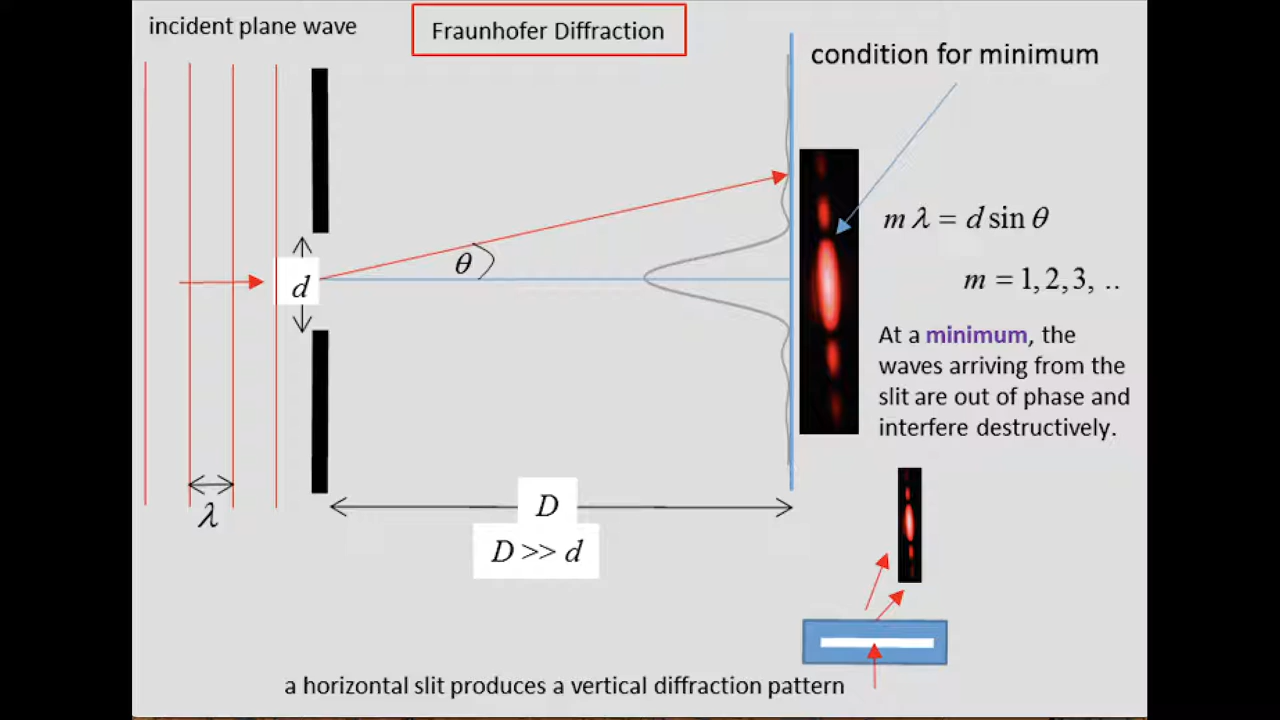 incident plane wave
Fraunhofer Diffraction
condition for minimum
d
θ
mλ = d sin θ
m = 1, 2, 3, ..
At a minimum, the
waves arriving from the
slit are out of phase and
interfere destructively.
λ
D
D >> d
a horizontal slit produces a vertical diffraction pattern